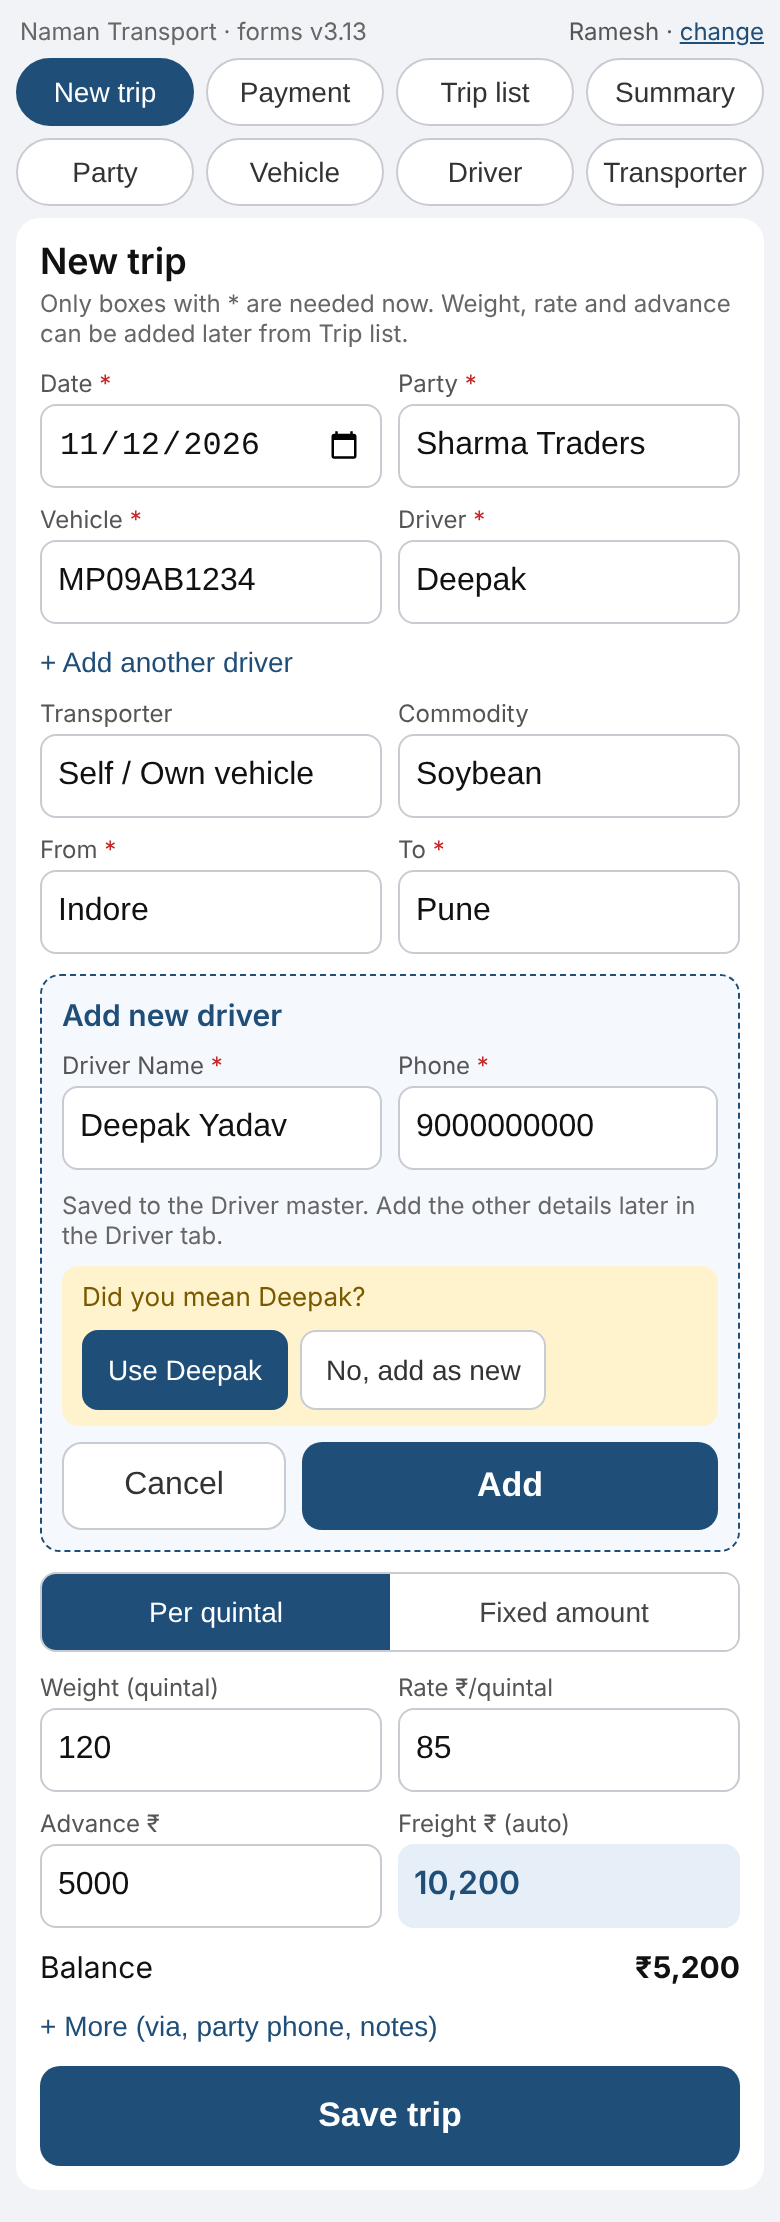 Naman Transport · forms v3.13
Ramesh · change
New trip
Payment
Trip list
Summary
Party
Vehicle
Driver
Transporter
New trip
Only boxes with * are needed now. Weight, rate and advance
can be added later from Trip list.
Date *
Party *
11/12/2026
Sharma Traders
Vehicle *
Driver *
MP09AB1234
Deepak
+ Add another driver
Transporter
Commodity
Self / Own vehicle
Soybean
From *
To *
Indore
Pune
Add new driver
Driver Name *
Phone *
Deepak Yadav
9000000000
Saved to the Driver master. Add the other details later in
the Driver tab.
Did you mean Deepak?
Use Deepak
No, add as new
Cancel
Add
Per quintal
Fixed amount
Weight (quintal)
Rate ₹/quintal
120
85
Advance ₹
Freight ₹ (auto)
5000
10,200
Balance
₹5,200
+ More (via, party phone, notes)
Save trip